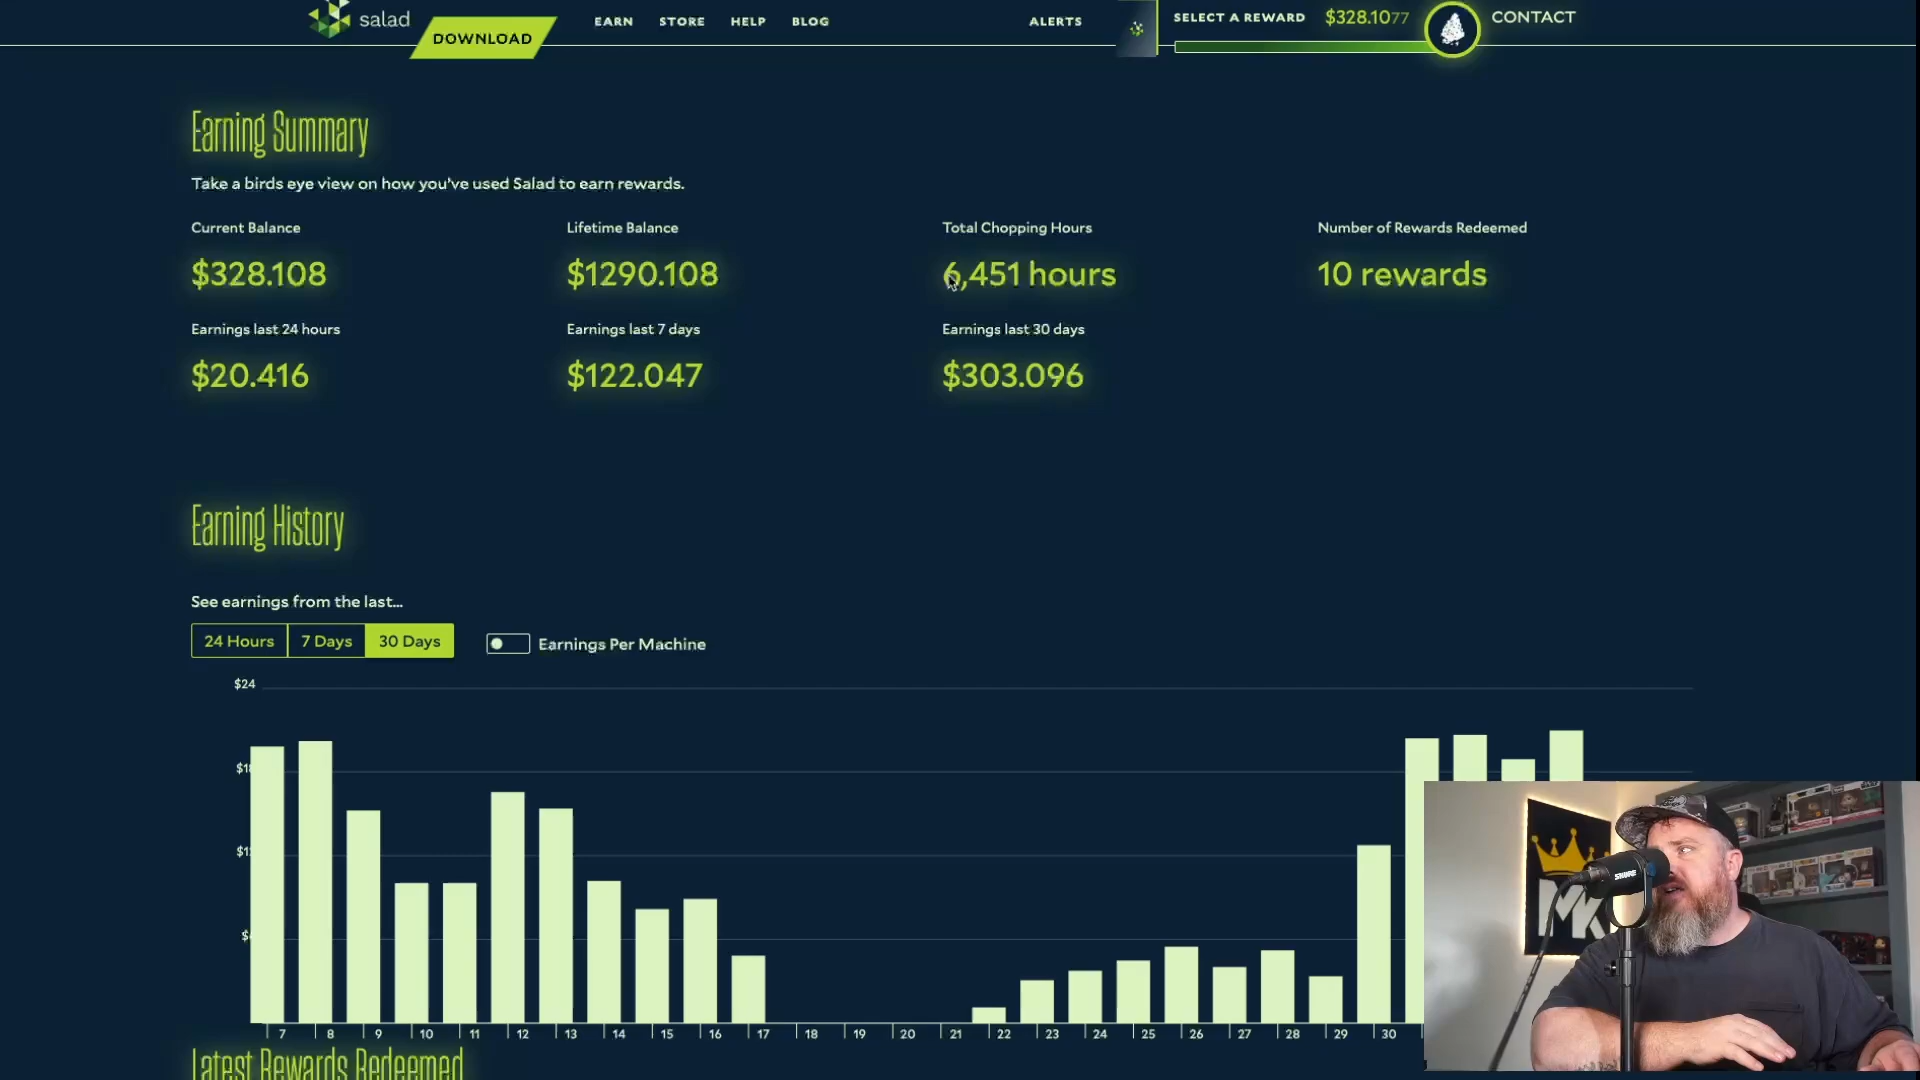 salad
DOWNLOAD
EARN STORE HELP BLOG
ALERTS
SELECT A REWARD $328.1077
CONTACT
Earning Summary
Take a birds eye view on how you've used Salad to earn rewards.
Current Balance Lifetime Balance Total Chopping Hours Number of Rewards Redeemed
$328.108 $1290.108 6,451 hours 10 rewards
Earnings last 24 hours Earnings last 7 days Earnings last 30 days
$20.416 $122.047 $303.096
Earning History
See earnings from the last...
24 Hours 7 Days 30 Days Earnings Per Machine
$24
7 8 9 10 11 12 13 14 15 16 17 18 19 20 21 22 23 24 25 26 27 28 29 30
Latest Rewards Redeemed
SHURE
MK